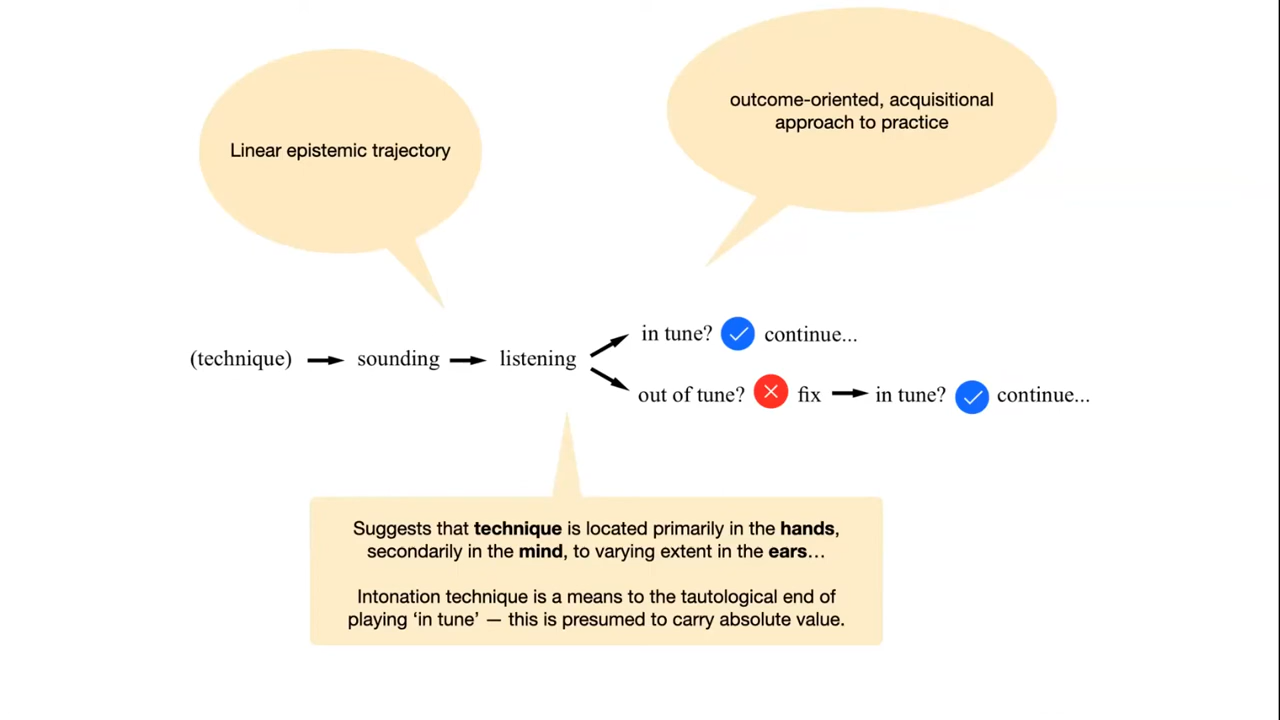 outcome-oriented, acquisitional
approach to practice
Linear epistemic trajectory
in tune? continue...
(technique) sounding listening
out of tune? fix in tune? continue...
Suggests that technique is located primarily in the hands,
secondarily in the mind, to varying extent in the ears…
Intonation technique is a means to the tautological end of
playing ‘in tune’ — this is presumed to carry absolute value.